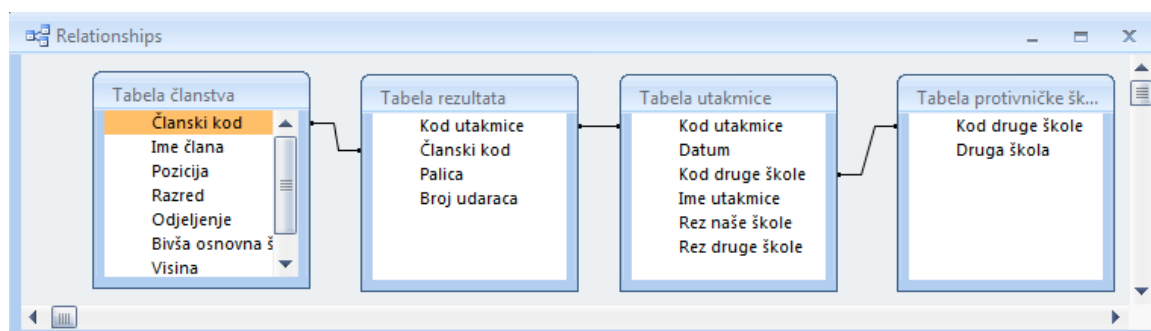 Relationships
Tabela članstva
Članski kod
Ime člana
Pozicija
Razred
Odjeljenje
Bivša osnovna š
Visina
Tabela rezultata
Kod utakmice
Članski kod
Palica
Broj udaraca
Tabela utakmice
Kod utakmice
Datum
Kod druge škole
Ime utakmice
Rez naše škole
Rez druge škole
Tabela protivničke šk...
Kod druge škole
Druga škola